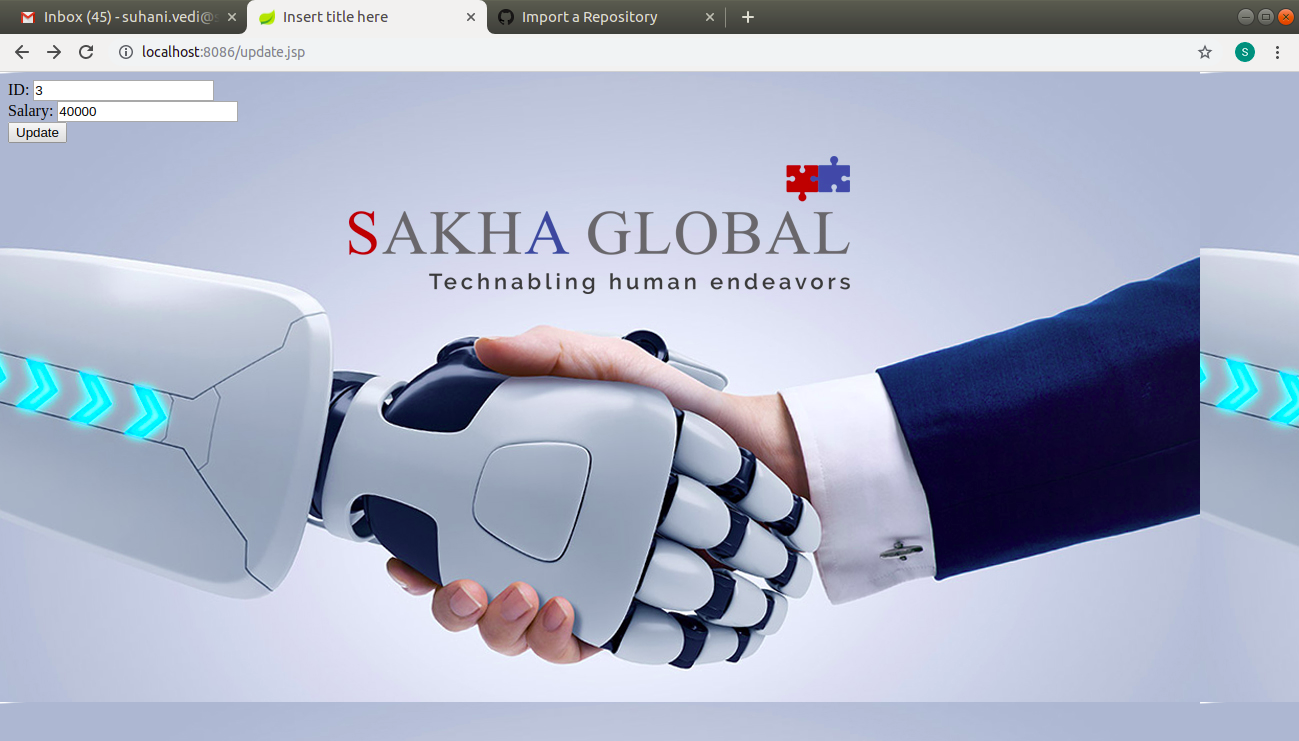 Inbox (45) - suhani.vedi@
Insert title here
Import a Repository
localhost:8086/update.jsp
S
ID: 3
Salary: 40000
Update
SAKHA GLOBAL
Technabling human endeavors